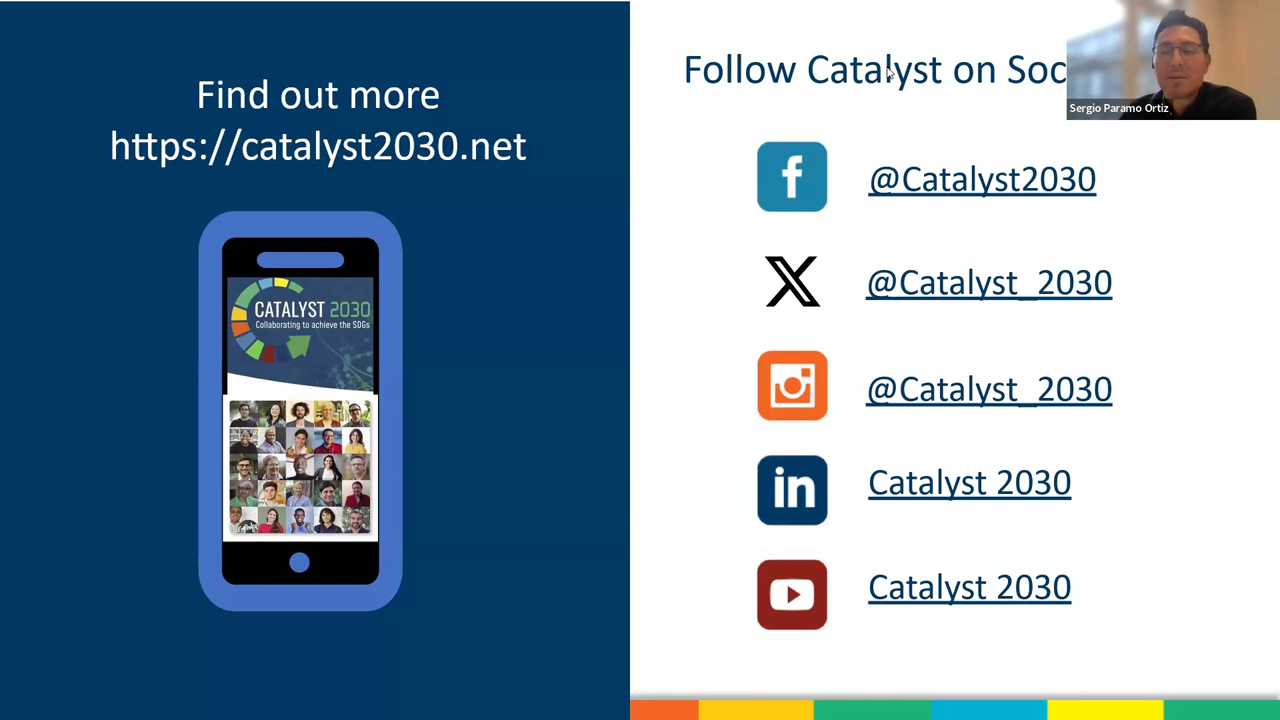 Find out more
https://catalyst2030.net
CATALYST 2030
Collaborating to achieve the SDGs
Follow Catalyst on Soc
Sergio Paramo Ortiz
@Catalyst2030
@Catalyst_2030
@Catalyst_2030
Catalyst 2030
Catalyst 2030